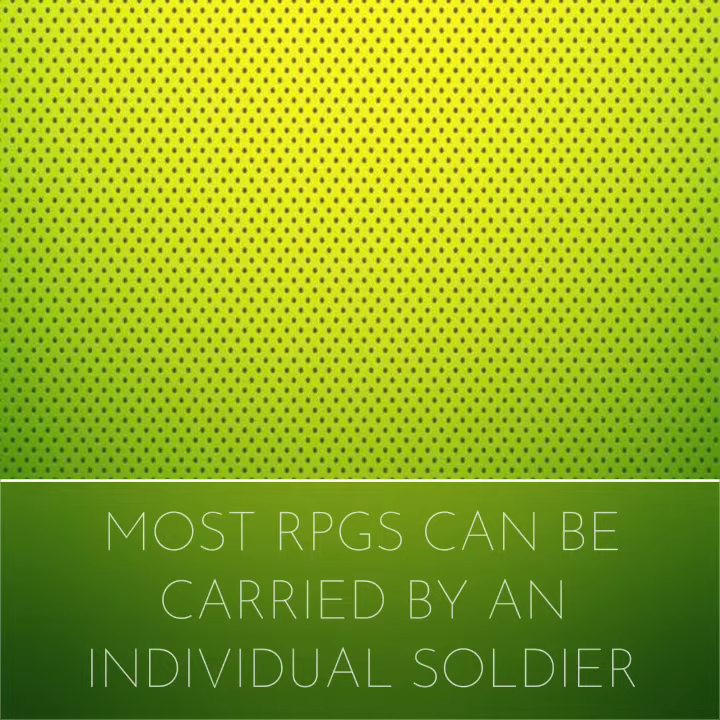 MOST RPGS CAN BE
CARRIED BY AN
INDIVIDUAL SOLDIER